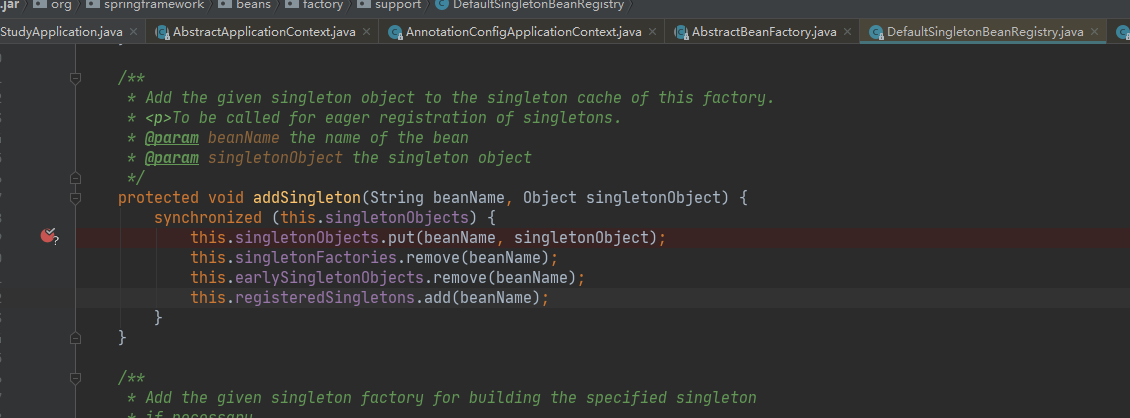 .jar org springframework beans factory support DefaultSingletonBeanRegistry
StudyApplication.java AbstractApplicationContext.java AnnotationConfigApplicationContext.java AbstractBeanFactory.java DefaultSingletonBeanRegistry.java
/**
* Add the given singleton object to the singleton cache of this factory.
* <p>To be called for eager registration of singletons.
* @param beanName the name of the bean
* @param singletonObject the singleton object
*/
protected void addSingleton(String beanName, Object singletonObject) {
synchronized (this.singletonObjects) {
this.singletonObjects.put(beanName, singletonObject);
this.singletonFactories.remove(beanName);
this.earlySingletonObjects.remove(beanName);
this.registeredSingletons.add(beanName);
}
}
/**
* Add the given singleton factory for building the specified singleton
* if necessary